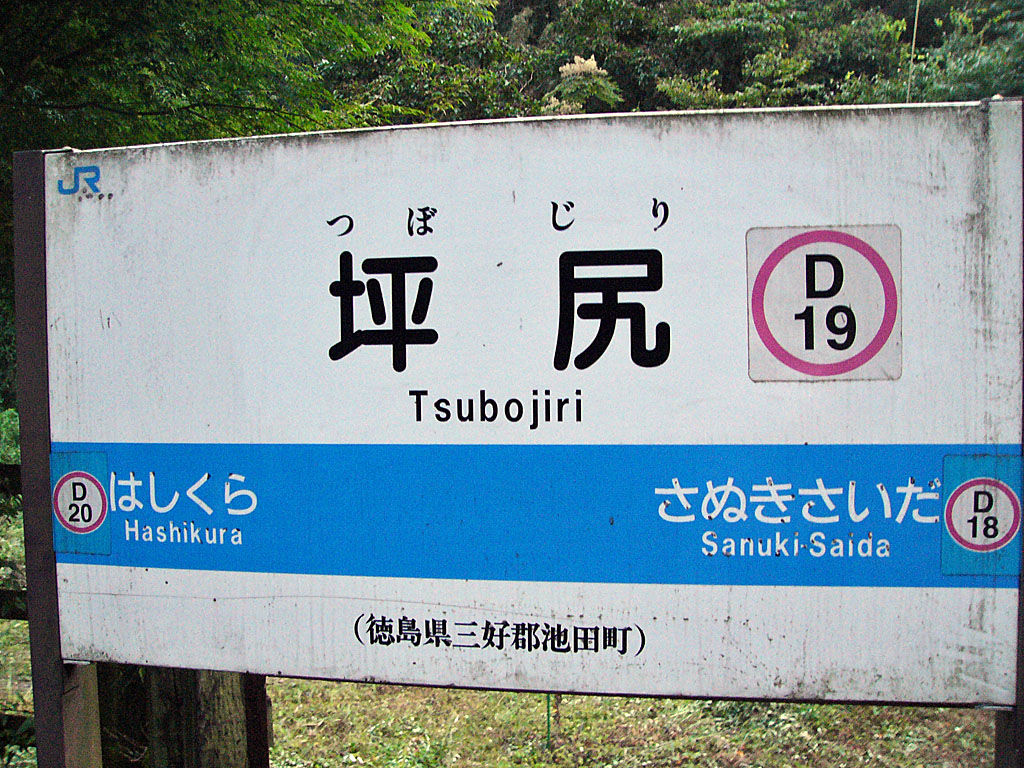 JR
つぼ じり
坪尻
D
19
Tsubojiri
D
20
はしくら
Hashikura
さぬきさいだ
Sanuki-Saida
D
18
(徳島県三好郡池田町)